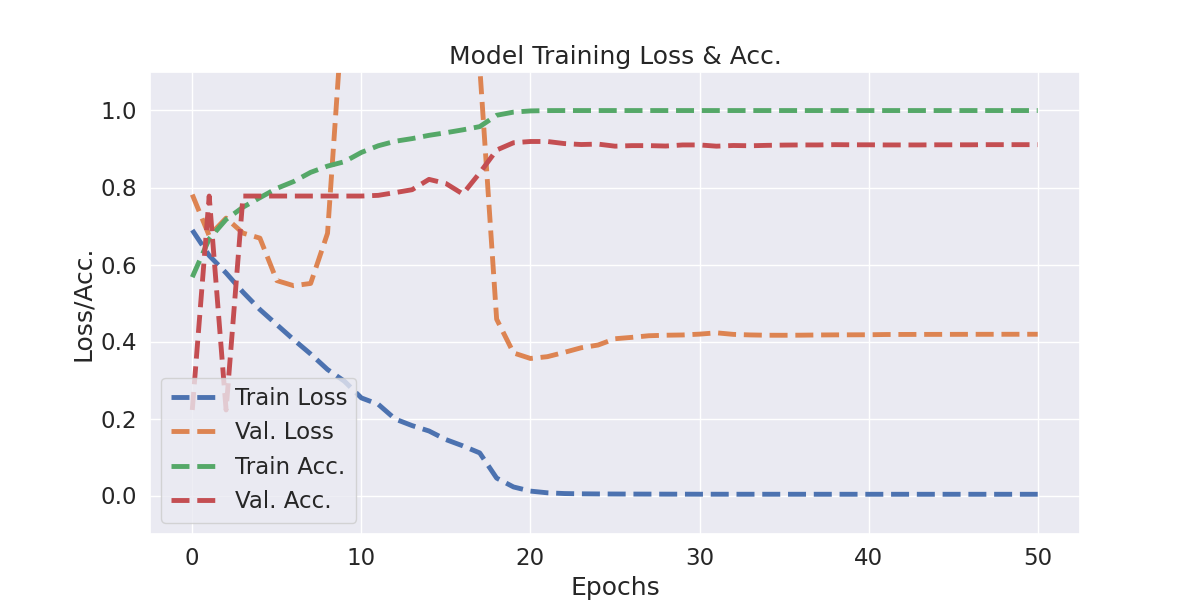 Model Training Loss & Acc.
Loss/Acc.
1.0
0.8
0.6
0.4
0.2
0.0
Train Loss
Val. Loss
Train Acc.
Val. Acc.
0 10 20 30 40 50
Epochs